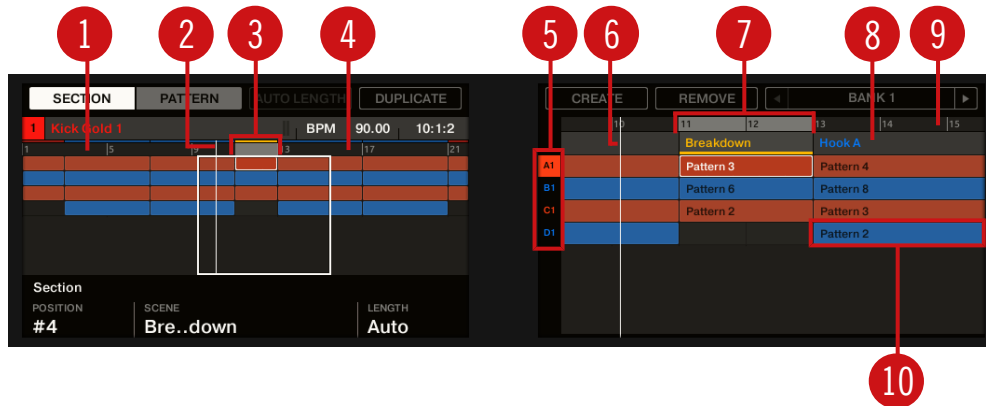 1 2 3 4 5 6 7 8 9
SECTION PATTERN AUTO LENGTH DUPLICATE
1 Kick Gold 1 BPM 90.00 10:1:2
1 5 9 13 17 21
Section
POSITION SCENE LENGTH
#4 Bre..down Auto
CREATE REMOVE BANK 1
10 11 12 13 14 15
Breakdown Hook A
A1 Pattern 3 Pattern 4
B1 Pattern 6 Pattern 8
C1 Pattern 2 Pattern 3
D1 Pattern 2
10